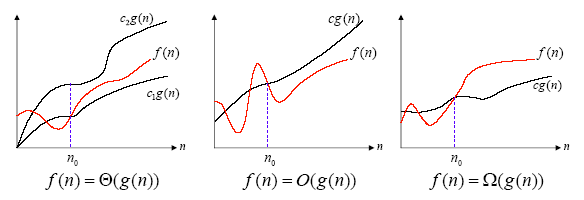 c₂g(n)
f(n)
c₁g(n)
n
n₀
f(n) = Θ(g(n))
cg(n)
f(n)
n
n₀
f(n) = O(g(n))
f(n)
cg(n)
n
n₀
f(n) = Ω(g(n))